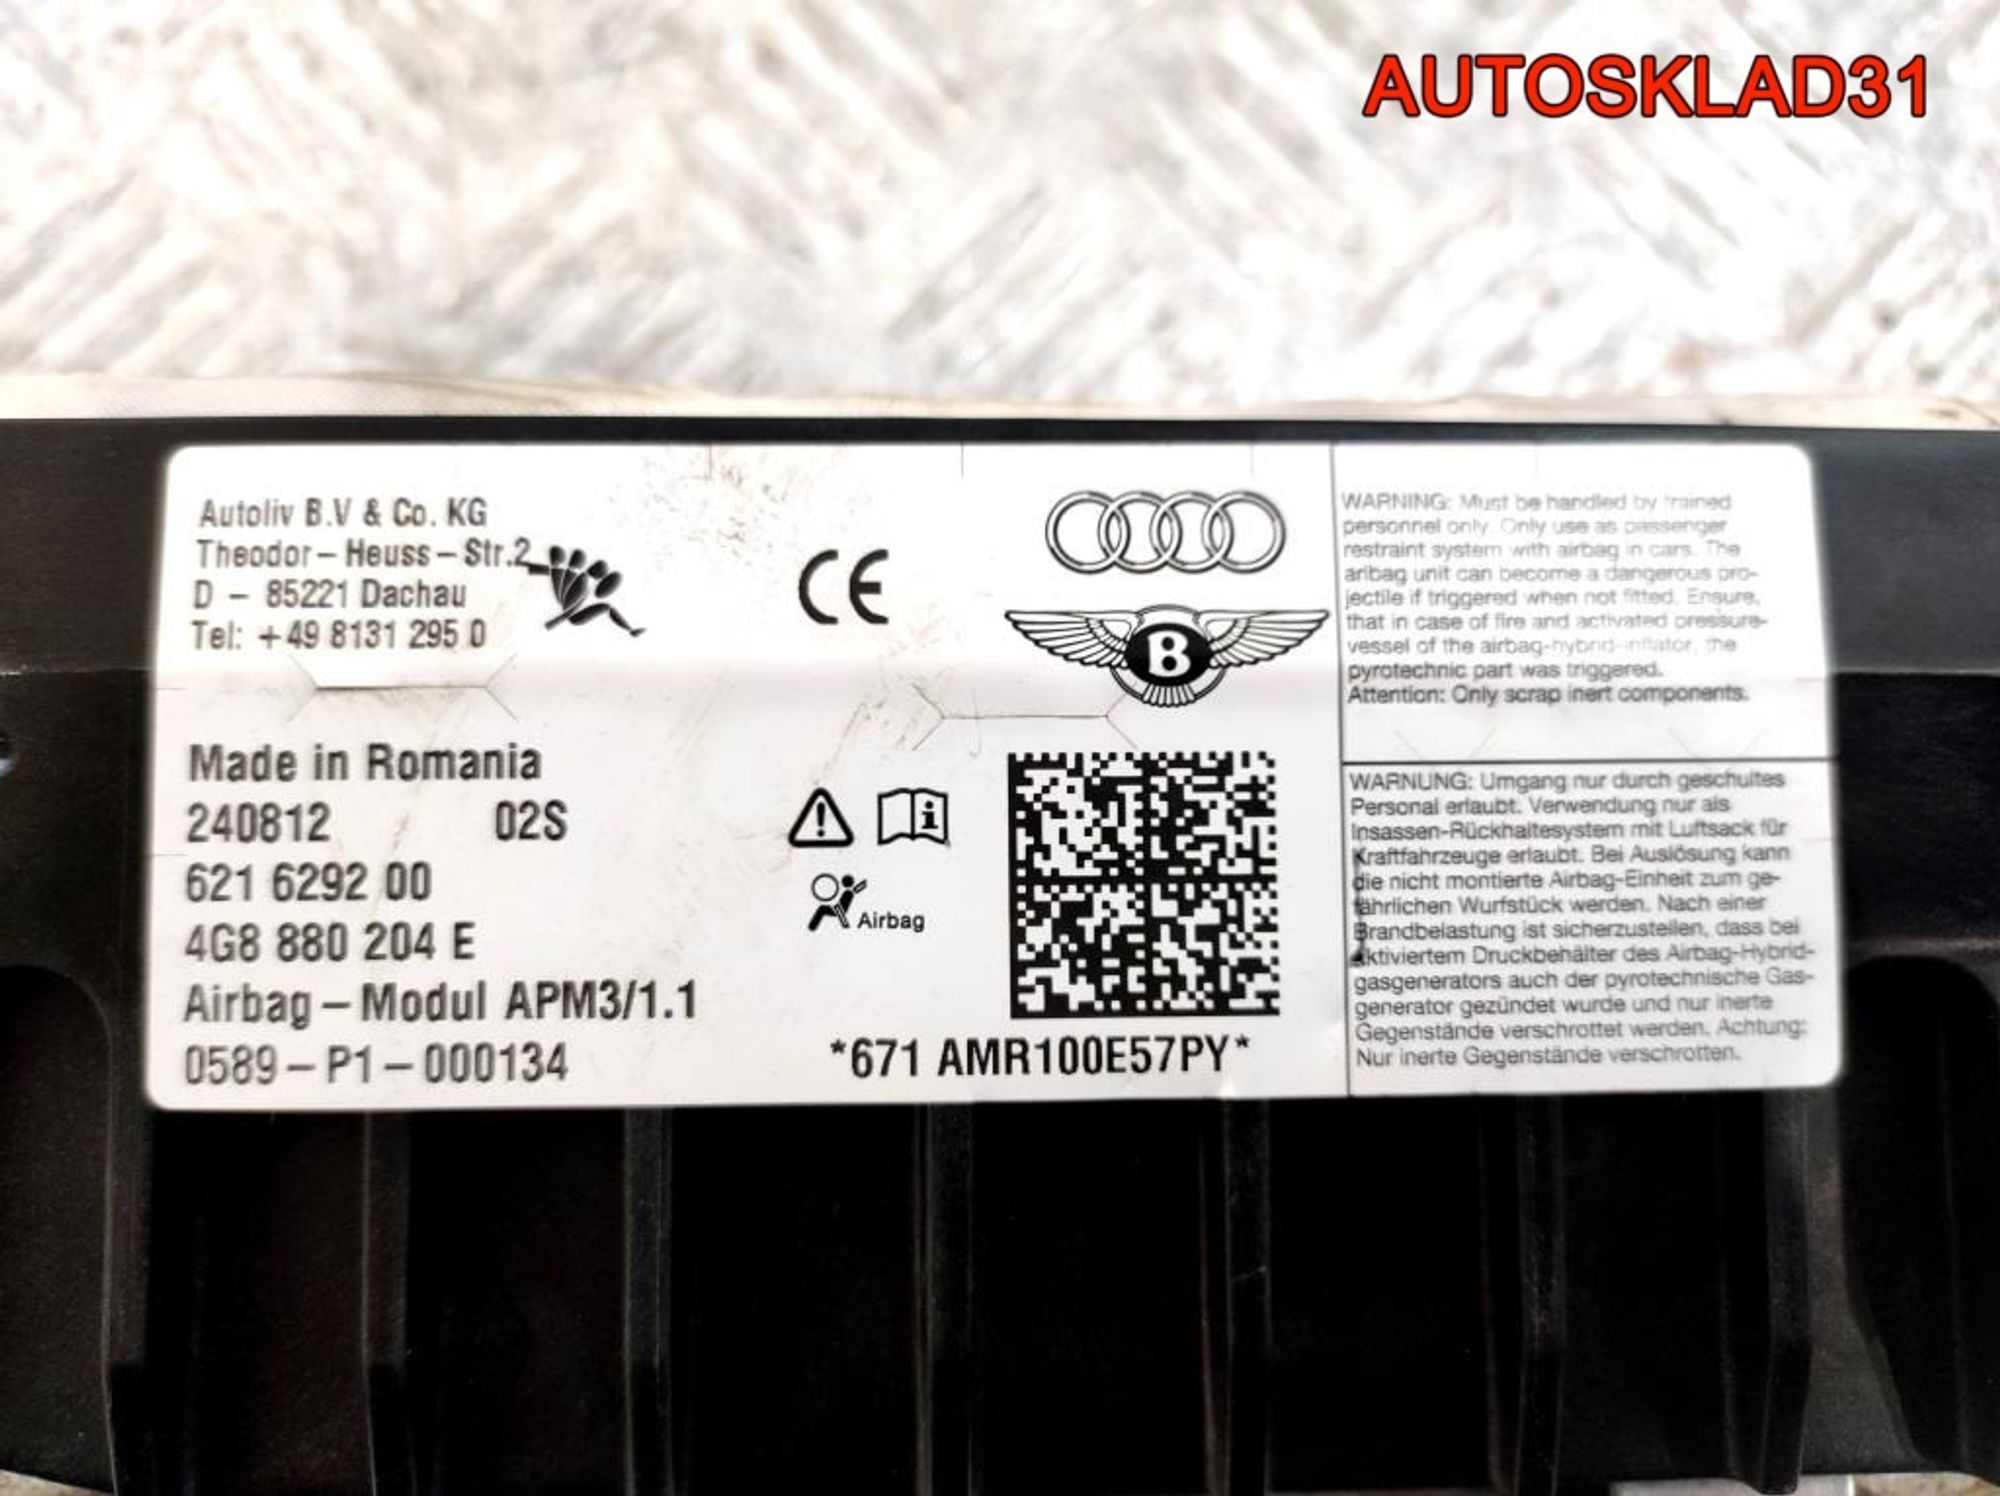 AUTOSKLAD31
Autoliv B.V & Co. KG
Theodor – Heuss – Str.2
D – 85221 Dachau
Tel: +49 8131 295 0
CE
B
Made in Romania
240812 02S
621 6292 00
4G8 880 204 E
Airbag – Modul APM3/1.1
0589 – P1 – 000134
Airbag
*671 AMR100E57PY*
WARNING: Must be handled by trained
personnel only. Only use as passenger
restraint system with airbag in cars. The
aribag unit can become a dangerous pro-
jectile if triggered when not fitted. Ensure,
that in case of fire and activated pressure-
vessel of the airbag-hybrid-inflator, the
pyrotechnic part was triggered.
Attention: Only scrap inert components.
WARNUNG: Umgang nur durch geschultes
Personal erlaubt. Verwendung nur als
Insassen-Rückhaltesystem mit Luftsack für
Kraftfahrzeuge erlaubt. Bei Auslösung kann
die nicht montierte Airbag-Einheit zum ge-
fährlichen Wurfstück werden. Nach einer
Brandbelastung ist sicherzustellen, dass bei
aktiviertem Druckbehälter des Airbag-Hybrid-
gasgenerators auch der pyrotechnische Gas-
generator gezündet wurde und nur inerte
Gegenstände verschrottet werden. Achtung:
Nur inerte Gegenstände verschrotten.